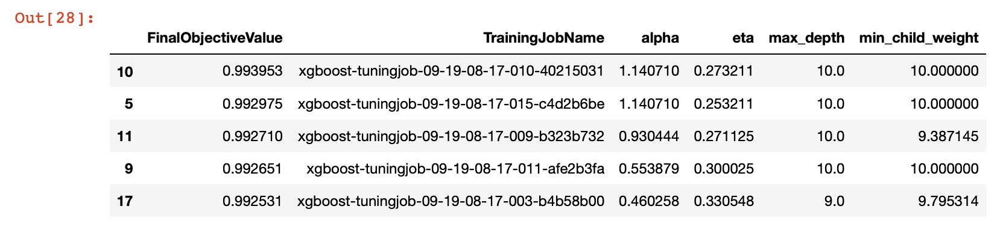 Out[28]:
FinalObjectiveValue TrainingJobName alpha eta max_depth min_child_weight
10 0.993953 xgboost-tuningjob-09-19-08-17-010-40215031 1.140710 0.273211 10.0 10.000000
5 0.992975 xgboost-tuningjob-09-19-08-17-015-c4d2b6be 1.140710 0.253211 10.0 10.000000
11 0.992710 xgboost-tuningjob-09-19-08-17-009-b323b732 0.930444 0.271125 10.0 9.387145
9 0.992651 xgboost-tuningjob-09-19-08-17-011-afe2b3fa 0.553879 0.300025 10.0 10.000000
17 0.992531 xgboost-tuningjob-09-19-08-17-003-b4b58b00 0.460258 0.330548 9.0 9.795314